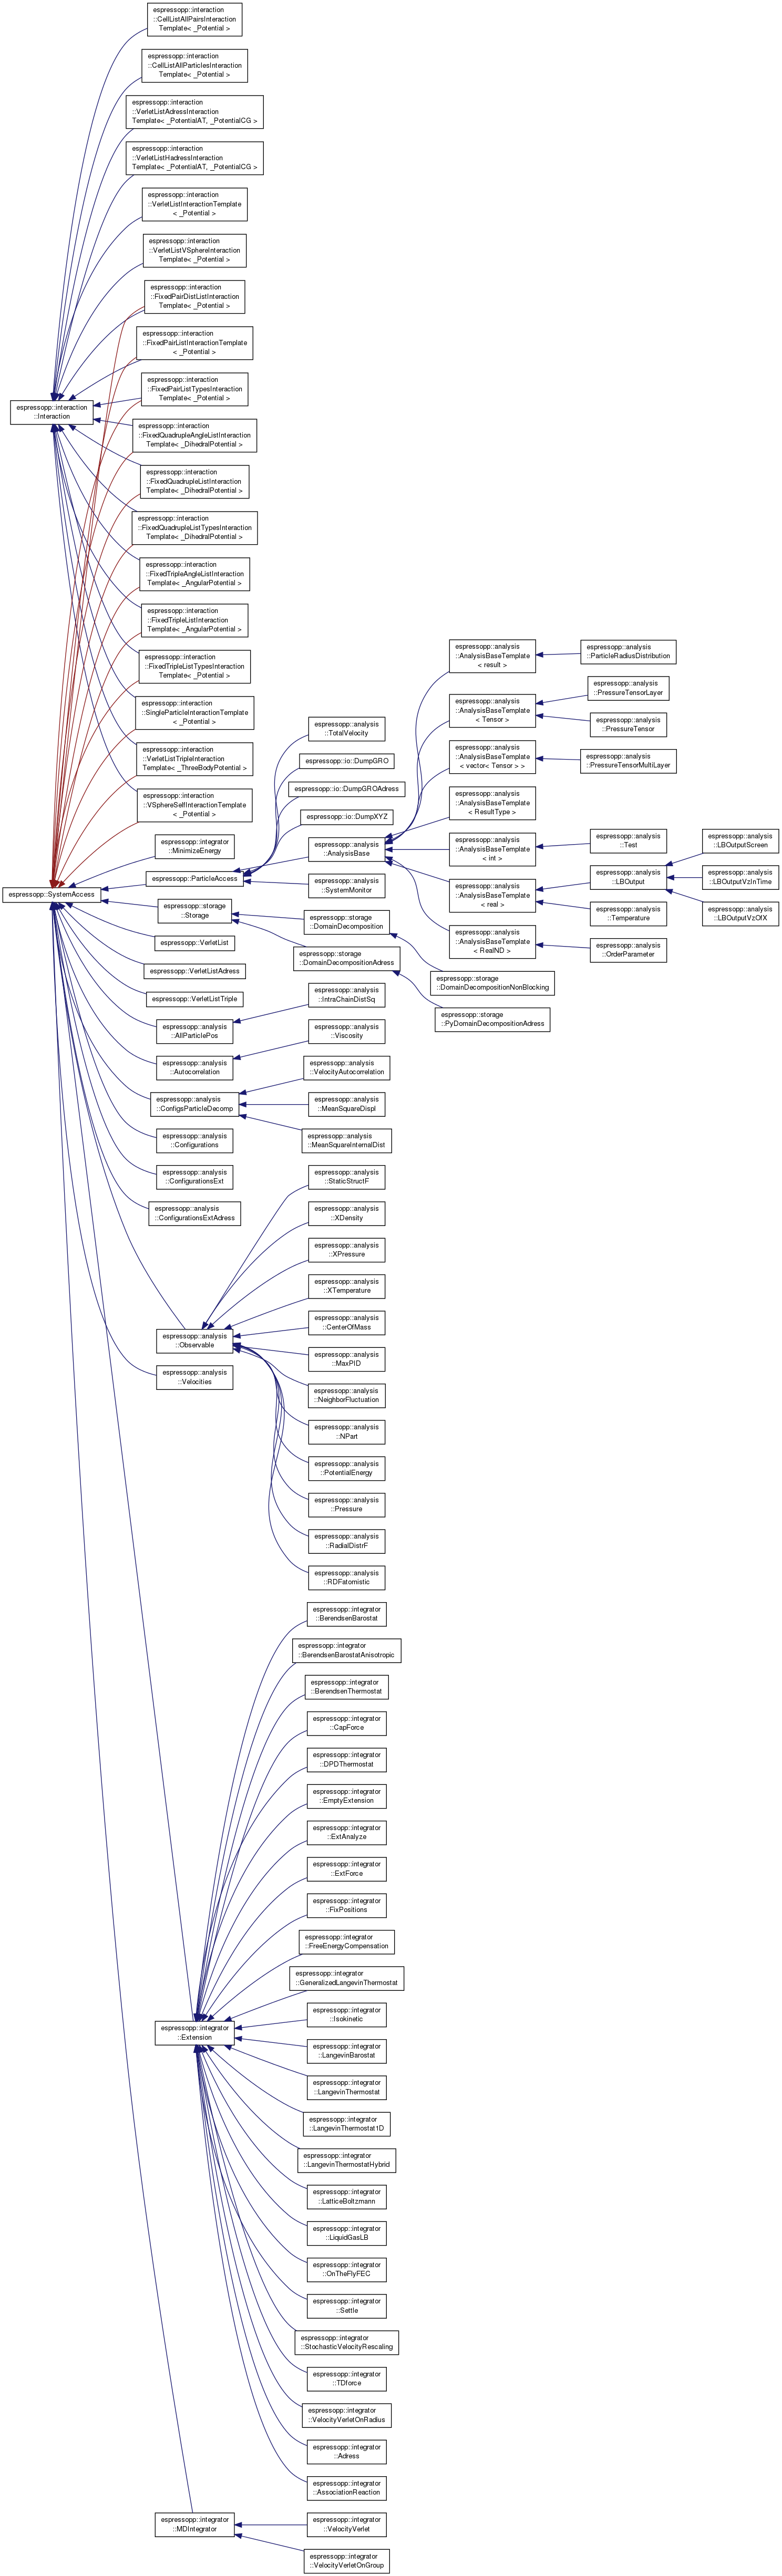 espressopp::interaction
::CellListAllPairsInteraction
Template< _Potential >
espressopp::interaction
::CellListAllParticlesInteraction
Template< _Potential >
espressopp::interaction
::VerletListAdressInteraction
Template< _PotentialAT, _PotentialCG >
espressopp::interaction
::VerletListHadressInteraction
Template< _PotentialAT, _PotentialCG >
espressopp::interaction
::VerletListInteractionTemplate
< _Potential >
espressopp::interaction
::VerletListVSphereInteraction
Template< _Potential >
espressopp::interaction
::FixedPairDistListInteraction
Template< _Potential >
espressopp::interaction
::FixedPairListInteractionTemplate
< _Potential >
espressopp::interaction
::FixedPairListTypesInteraction
Template< _Potential >
espressopp::interaction
::Interaction
espressopp::interaction
::FixedQuadrupleAngleListInteraction
Template< _DihedralPotential >
espressopp::interaction
::FixedQuadrupleListInteraction
Template< _DihedralPotential >
espressopp::interaction
::FixedQuadrupleListTypesInteraction
Template< _DihedralPotential >
espressopp::interaction
::FixedTripleAngleListInteraction
Template< _AngularPotential >
espressopp::interaction
::FixedTripleListInteraction
Template< _AngularPotential >
espressopp::interaction
::FixedTripleListTypesInteraction
Template< _Potential >
espressopp::interaction
::SingleParticleInteractionTemplate
< _Potential >
espressopp::interaction
::VerletListTripleInteraction
Template< _ThreeBodyPotential >
espressopp::interaction
::VSphereSelfInteractionTemplate
< _Potential >
espressopp::integrator
::MinimizeEnergy
espressopp::SystemAccess
espressopp::ParticleAccess
espressopp::storage
::Storage
espressopp::VerletList
espressopp::VerletListAdress
espressopp::VerletListTriple
espressopp::analysis
::AllParticlePos
espressopp::analysis
::Autocorrelation
espressopp::analysis
::ConfigsParticleDecomp
espressopp::analysis
::Configurations
espressopp::analysis
::ConfigurationsExt
espressopp::analysis
::ConfigurationsExtAdress
espressopp::analysis
::Observable
espressopp::analysis
::Velocities
espressopp::integrator
::Extension
espressopp::integrator
::MDIntegrator
espressopp::analysis
::TotalVelocity
espressopp::io::DumpGRO
espressopp::io::DumpGROAdress
espressopp::io::DumpXYZ
espressopp::analysis
::AnalysisBase
espressopp::analysis
::SystemMonitor
espressopp::storage
::DomainDecomposition
espressopp::storage
::DomainDecompositionAdress
espressopp::analysis
::IntraChainDistSq
espressopp::analysis
::Viscosity
espressopp::analysis
::VelocityAutocorrelation
espressopp::analysis
::MeanSquareDispl
espressopp::analysis
::MeanSquareInternalDist
espressopp::analysis
::StaticStructF
espressopp::analysis
::XDensity
espressopp::analysis
::XPressure
espressopp::analysis
::XTemperature
espressopp::analysis
::CenterOfMass
espressopp::analysis
::MaxPID
espressopp::analysis
::NeighborFluctuation
espressopp::analysis
::NPart
espressopp::analysis
::PotentialEnergy
espressopp::analysis
::Pressure
espressopp::analysis
::RadialDistrF
espressopp::analysis
::RDFatomistic
espressopp::integrator
::BerendsenBarostat
espressopp::integrator
::BerendsenBarostatAnisotropic
espressopp::integrator
::BerendsenThermostat
espressopp::integrator
::CapForce
espressopp::integrator
::DPDThermostat
espressopp::integrator
::EmptyExtension
espressopp::integrator
::ExtAnalyze
espressopp::integrator
::ExtForce
espressopp::integrator
::FixPositions
espressopp::integrator
::FreeEnergyCompensation
espressopp::integrator
::GeneralizedLangevinThermostat
espressopp::integrator
::Isokinetic
espressopp::integrator
::LangevinBarostat
espressopp::integrator
::LangevinThermostat
espressopp::integrator
::LangevinThermostat1D
espressopp::integrator
::LangevinThermostatHybrid
espressopp::integrator
::LatticeBoltzmann
espressopp::integrator
::LiquidGasLB
espressopp::integrator
::OnTheFlyFEC
espressopp::integrator
::Settle
espressopp::integrator
::StochasticVelocityRescaling
espressopp::integrator
::TDforce
espressopp::integrator
::VelocityVerletOnRadius
espressopp::integrator
::Adress
espressopp::integrator
::AssociationReaction
espressopp::integrator
::VelocityVerlet
espressopp::integrator
::VelocityVerletOnGroup
espressopp::analysis
::AnalysisBaseTemplate
< result >
espressopp::analysis
::AnalysisBaseTemplate
< Tensor >
espressopp::analysis
::AnalysisBaseTemplate
< vector< Tensor > >
espressopp::analysis
::AnalysisBaseTemplate
< ResultType >
espressopp::analysis
::AnalysisBaseTemplate
< int >
espressopp::analysis
::AnalysisBaseTemplate
< real >
espressopp::analysis
::AnalysisBaseTemplate
< RealND >
espressopp::storage
::DomainDecompositionNonBlocking
espressopp::storage
::PyDomainDecompositionAdress
espressopp::analysis
::ParticleRadiusDistribution
espressopp::analysis
::PressureTensorLayer
espressopp::analysis
::PressureTensor
espressopp::analysis
::PressureTensorMultiLayer
espressopp::analysis
::Test
espressopp::analysis
::LBOutput
espressopp::analysis
::Temperature
espressopp::analysis
::OrderParameter
espressopp::analysis
::LBOutputScreen
espressopp::analysis
::LBOutputVzInTime
espressopp::analysis
::LBOutputVzOfX